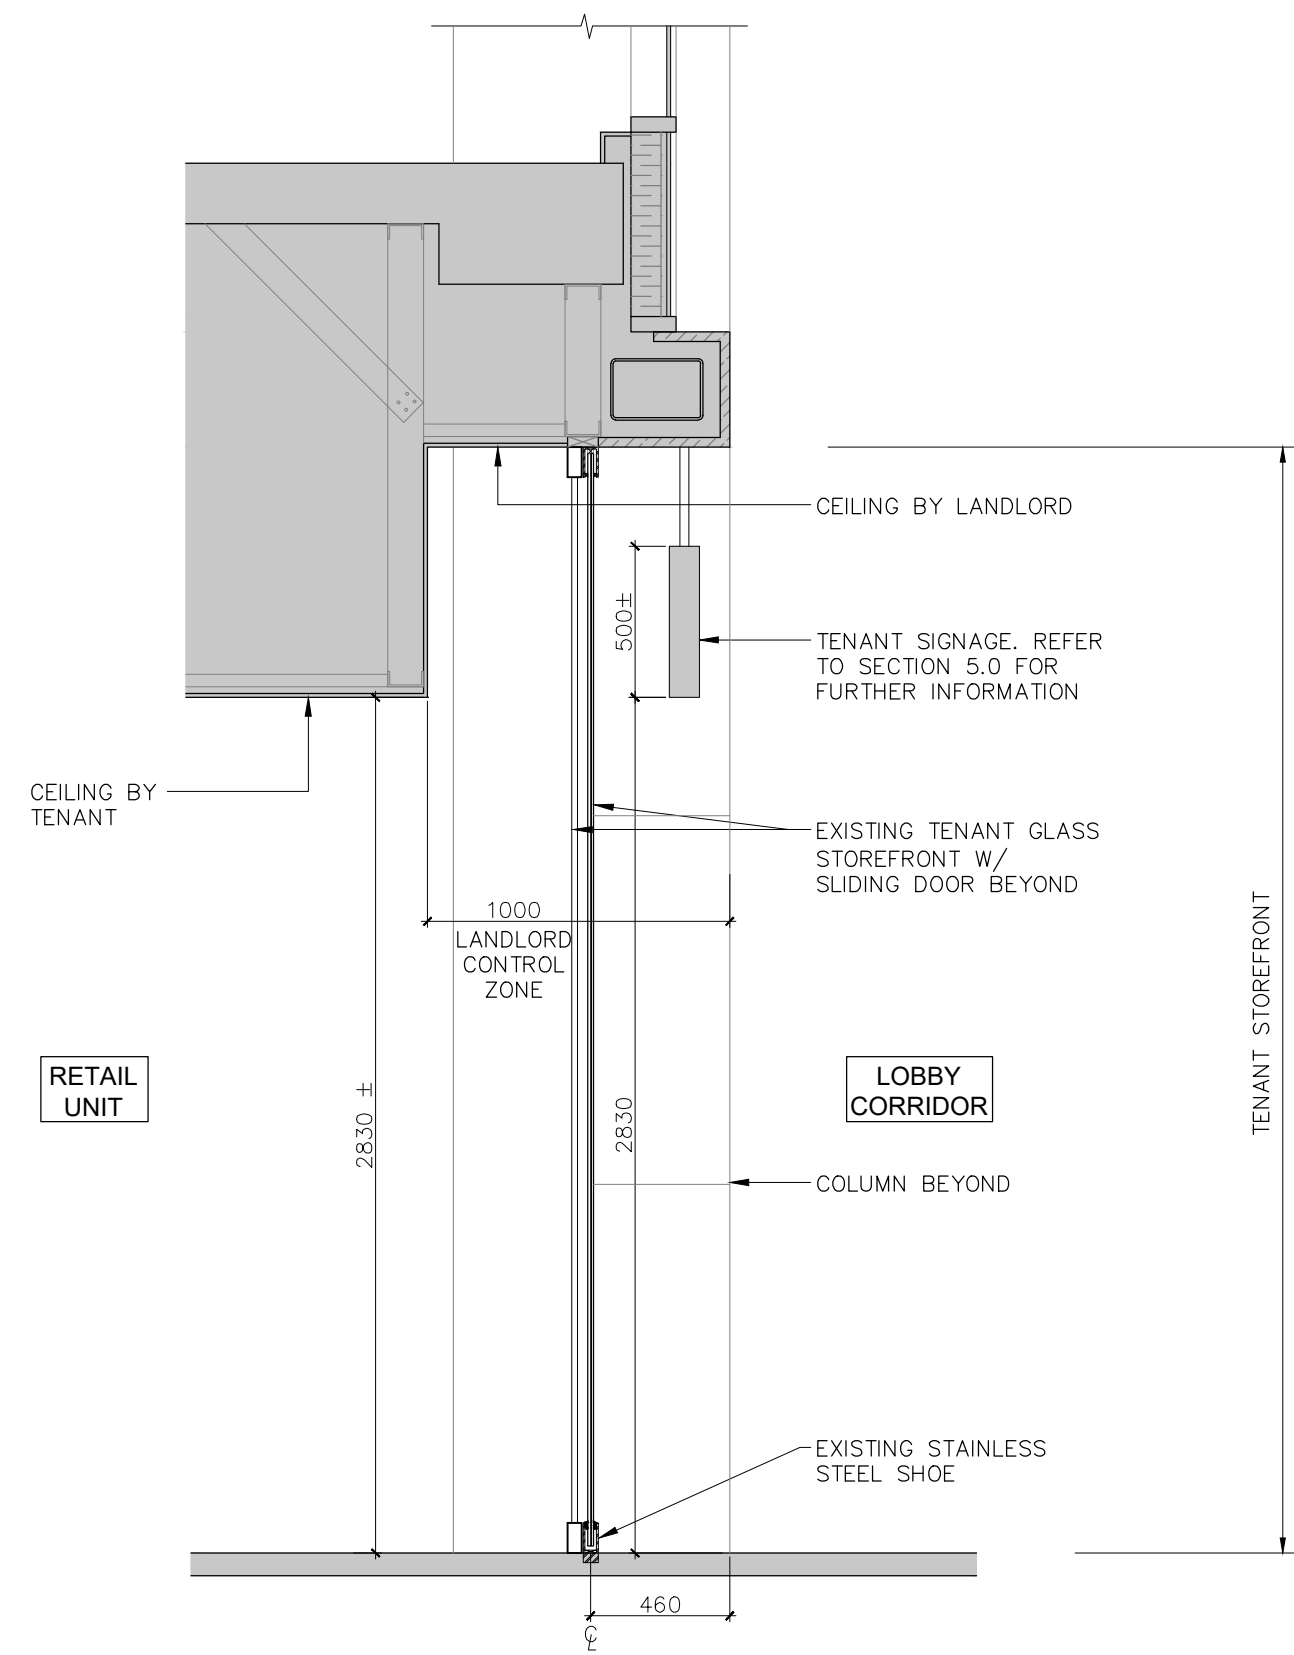 CEILING BY LANDLORD
500±
TENANT SIGNAGE. REFER
TO SECTION 5.0 FOR
FURTHER INFORMATION
CEILING BY
TENANT
EXISTING TENANT GLASS
STOREFRONT W/
SLIDING DOOR BEYOND
1000
LANDLORD
CONTROL
ZONE
TENANT STOREFRONT
RETAIL
UNIT
2830 ±
2830
LOBBY
CORRIDOR
COLUMN BEYOND
EXISTING STAINLESS
STEEL SHOE
460
℄